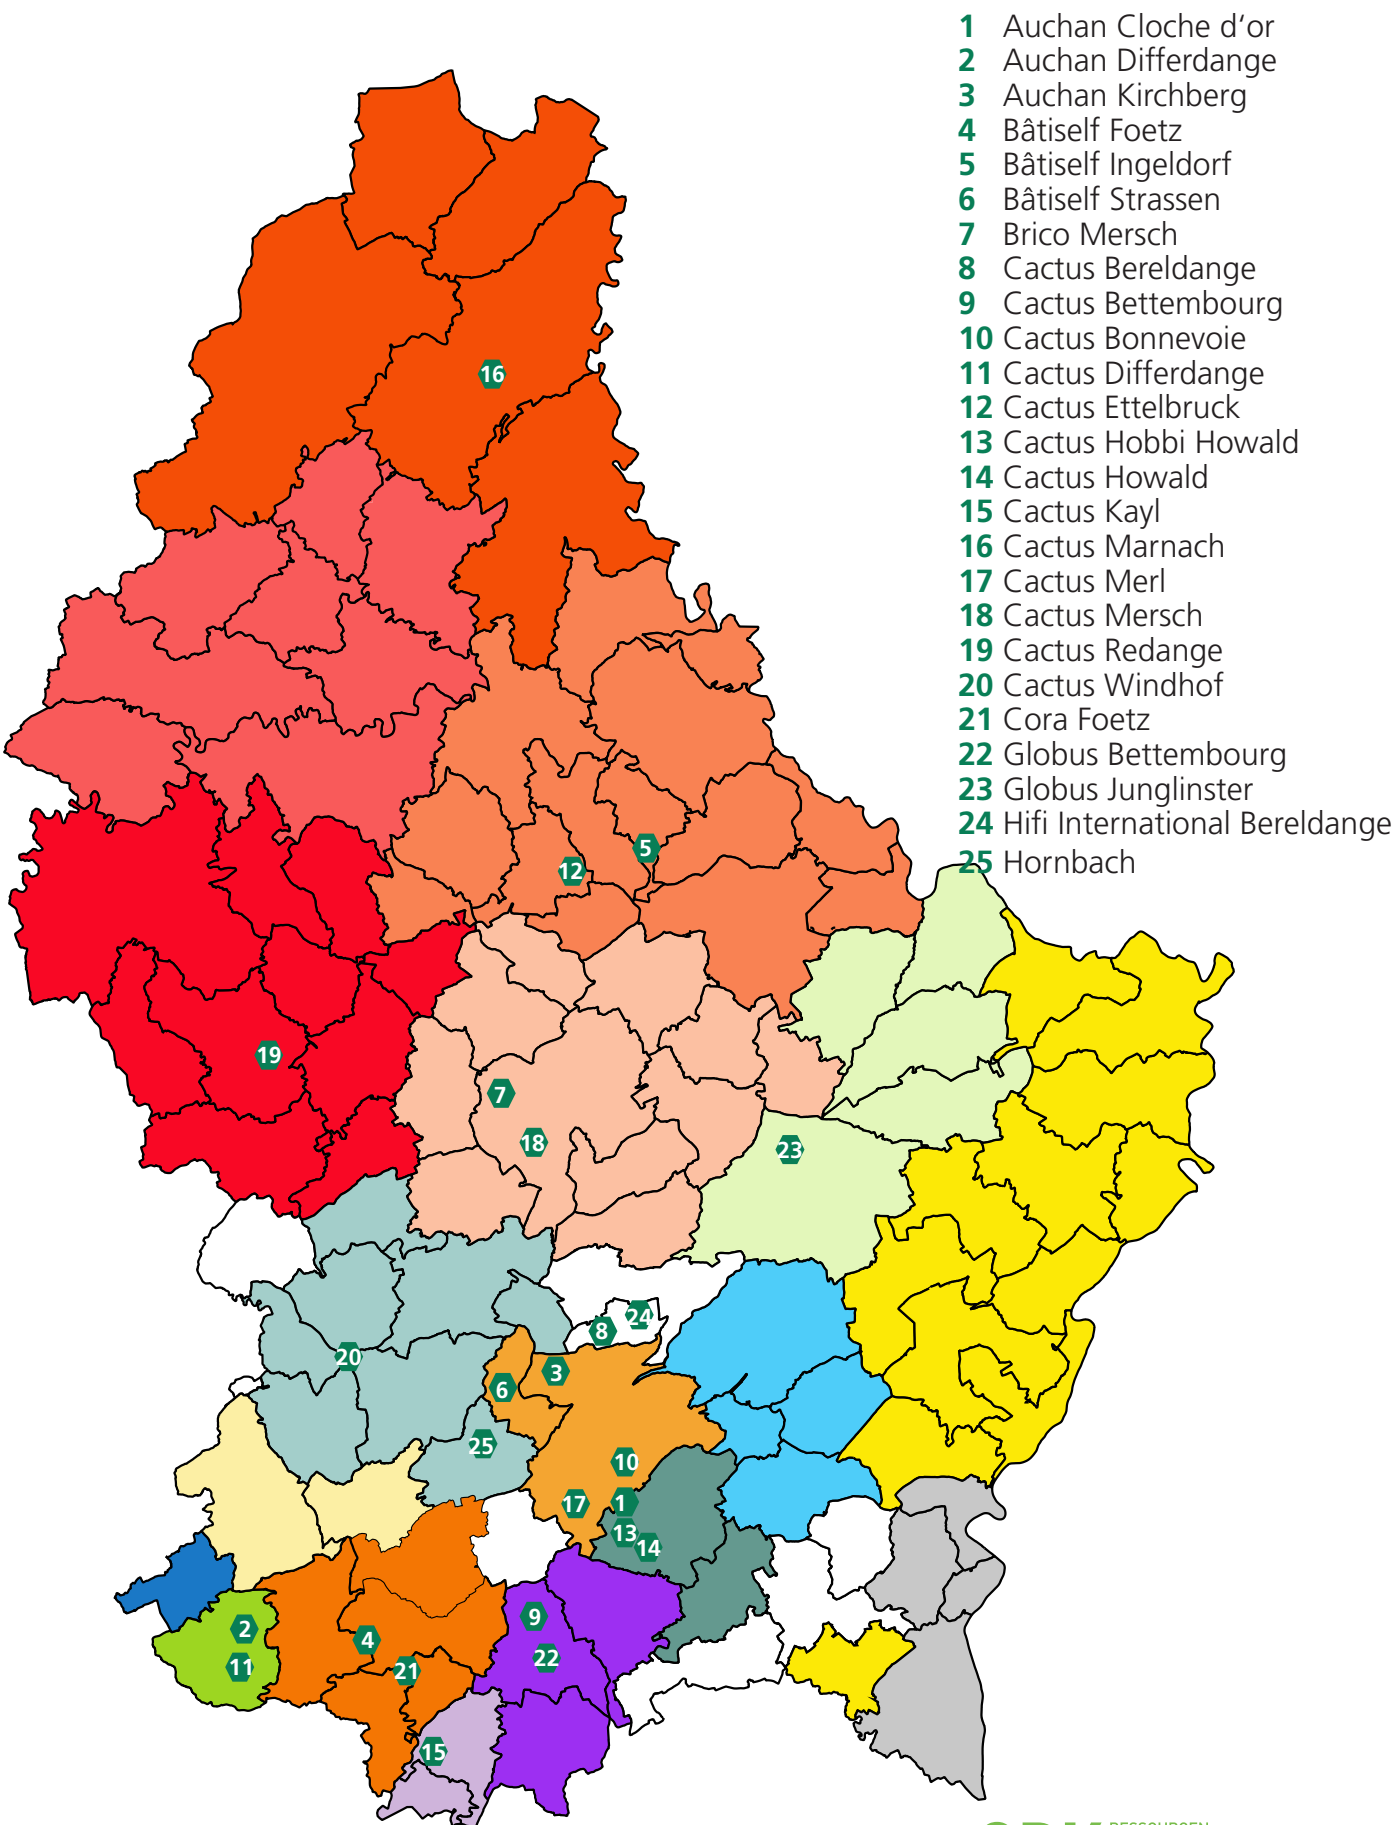 1 Auchan Cloche d‘or
2 Auchan Differdange
3 Auchan Kirchberg
4 Bâtiself Foetz
5 Bâtiself Ingeldorf
6 Bâtiself Strassen
7 Brico Mersch
8 Cactus Bereldange
9 Cactus Bettembourg
10 Cactus Bonnevoie
11 Cactus Differdange
12 Cactus Ettelbruck
13 Cactus Hobbi Howald
14 Cactus Howald
15 Cactus Kayl
16 Cactus Marnach
17 Cactus Merl
18 Cactus Mersch
19 Cactus Redange
20 Cactus Windhof
21 Cora Foetz
22 Globus Bettembourg
23 Globus Junglinster
24 Hifi International Bereldange
25 Hornbach
16
5
12
19
7
18
23
24
8
20
3
6
25
10
17
1
13
14
9
2
4
22
11
21
15